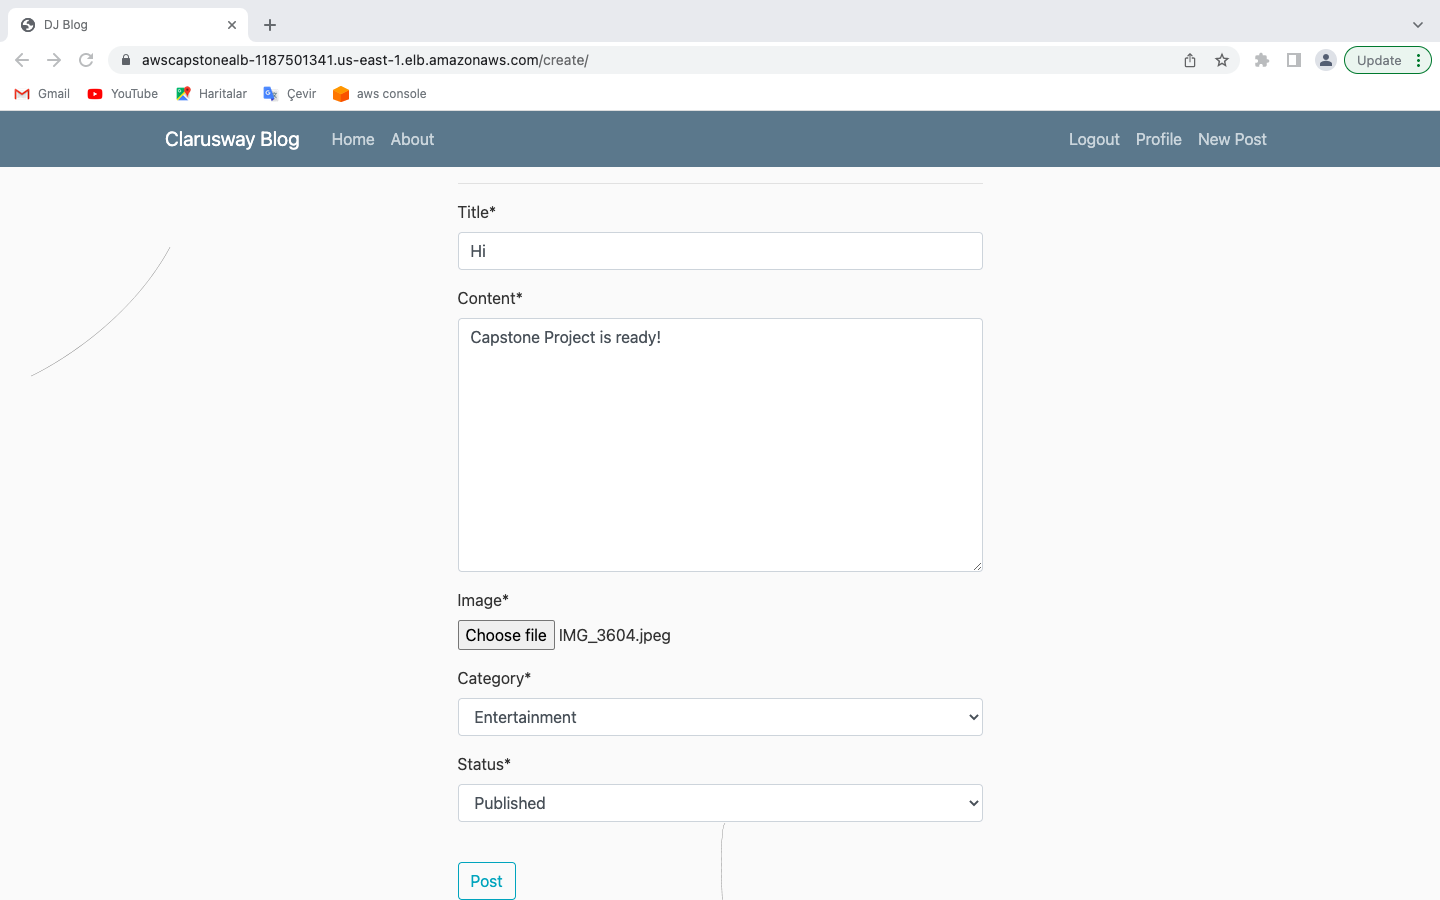 DJ Blog
awscapstonealb-1187501341.us-east-1.elb.amazonaws.com/create/
Update
Gmail YouTube Haritalar Çevir aws console
Clarusway Blog Home About Logout Profile New Post
Title*
Hi
Content*
Capstone Project is ready!
Image*
Choose file IMG_3604.jpeg
Category*
Entertainment
Status*
Published
Post